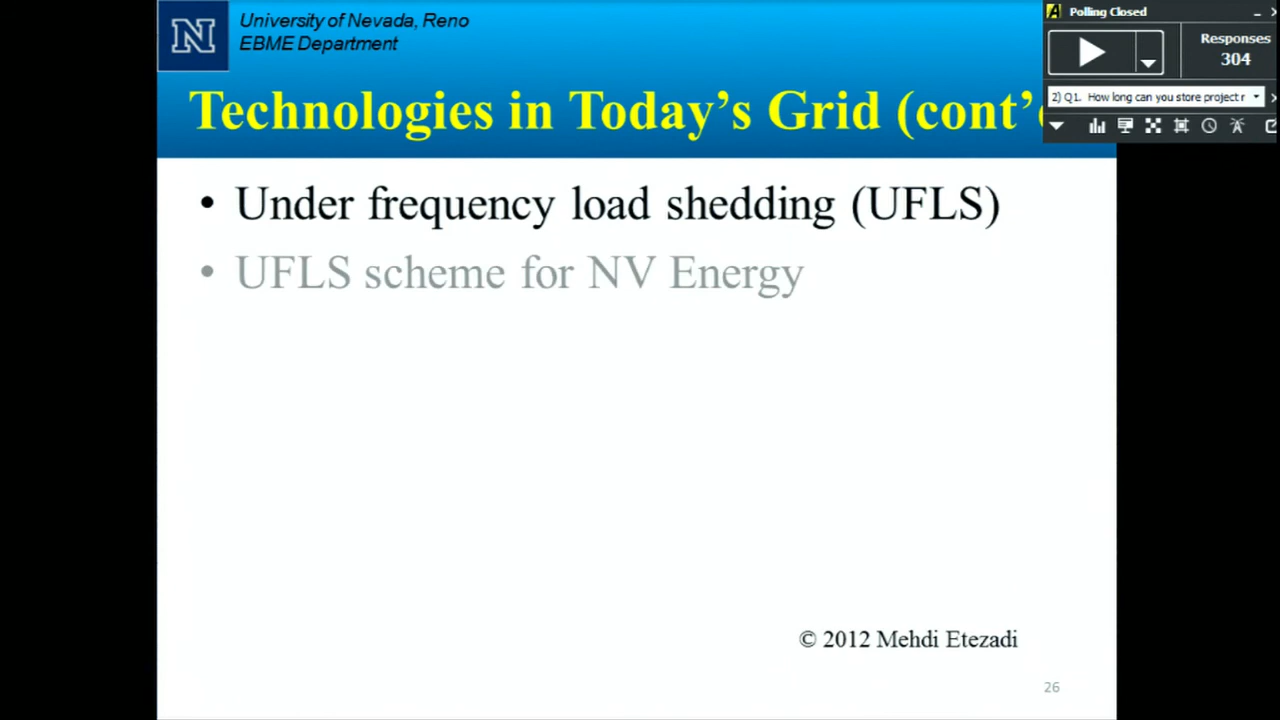 University of Nevada, Reno
EBME Department
Technologies in Today's Grid (cont'
Polling Closed
Responses
304
2) Q1. How long can you store project r
• Under frequency load shedding (UFLS)
• UFLS scheme for NV Energy
© 2012 Mehdi Etezadi
26